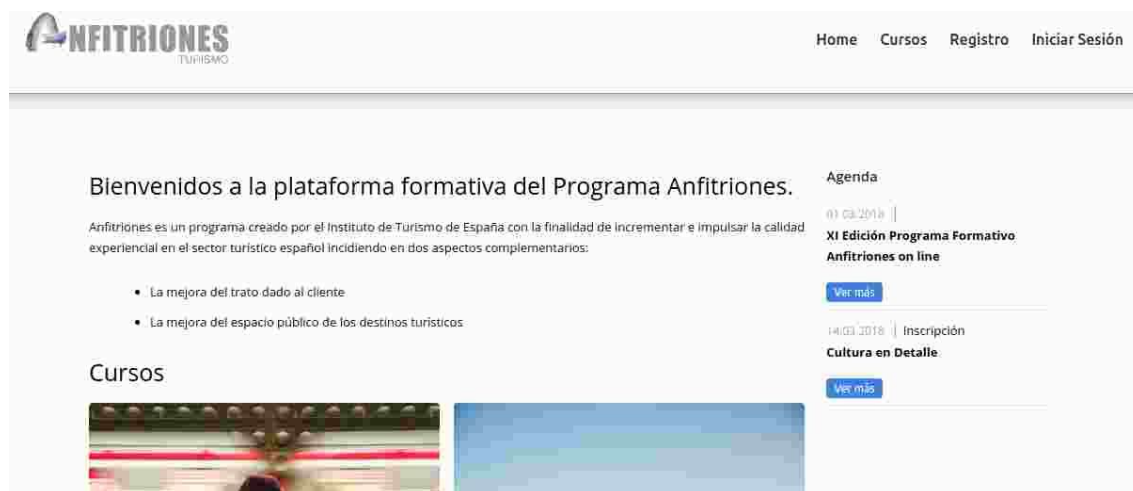 ANFITRIONES
TURISMO
Home Cursos Registro Iniciar Sesión
Bienvenidos a la plataforma formativa del Programa Anfitriones.
Anfitriones es un programa creado por el Instituto de Turismo de España con la finalidad de incrementar e impulsar la calidad
experiencial en el sector turístico español incidiendo en dos aspectos complementarios:
La mejora del trato dado al cliente
La mejora del espacio público de los destinos turísticos
Cursos
Agenda
01.03.2018 |
XI Edición Programa Formativo
Anfitriones on line
Ver más
14.03.2018 | Inscripción
Cultura en Detalle
Ver más